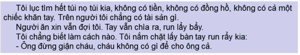 Tôi lục tìm hết túi nọ túi kia, không có tiền, không có đồng hồ, không có cả một
chiếc khăn tay. Trên người tôi chẳng có tài sản gì.
Người ăn xin vẫn đợi tôi. Tay vẫn chìa ra, run lẩy bẩy.
Tôi chẳng biết làm cách nào. Tôi nắm chặt lấy bàn tay run rẩy kia:
- Ông đừng giận cháu, cháu không có gì để cho ông cả.